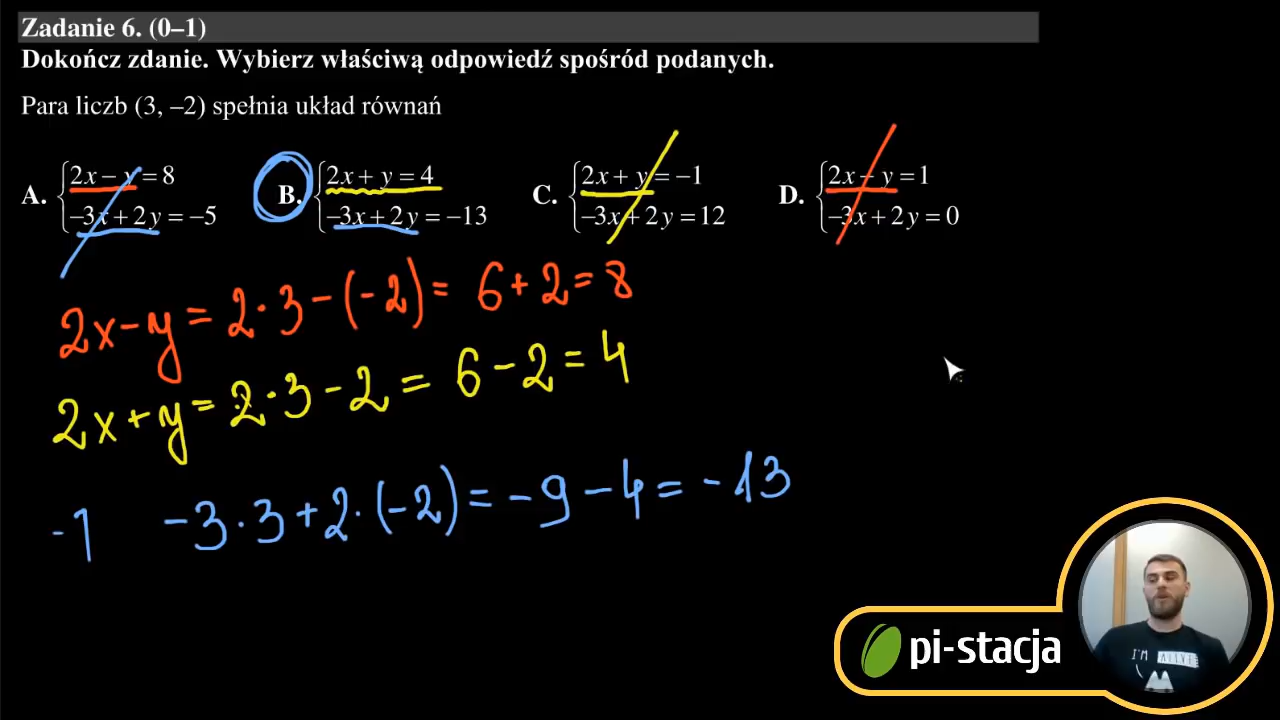 Zadanie 6. (0–1)
Dokończ zdanie. Wybierz właściwą odpowiedź spośród podanych.
Para liczb (3, –2) spełnia układ równań
A. {2x − y = 8
−3x + 2y = −5
B. {2x + y = 4
−3x + 2y = −13
C. {2x + y = −1
−3x + 2y = 12
D. {2x − y = 1
−3x + 2y = 0
2x-y = 2·3-(-2) = 6+2=8
2x+y = 2·3-2 = 6-2=4
-1 -3·3+2·(-2) = -9-4 = -13
pi-stacja
I'M